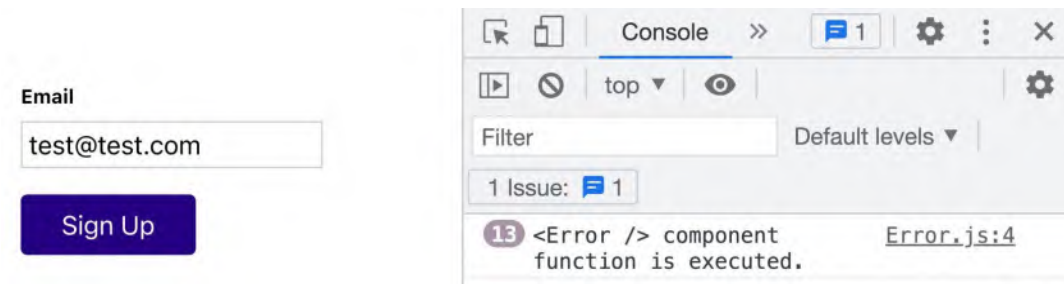 Email
test@test.com
Sign Up
Console
1
top
Filter
Default levels
1 Issue: 1
13 <Error /> component Error.js:4
function is executed.